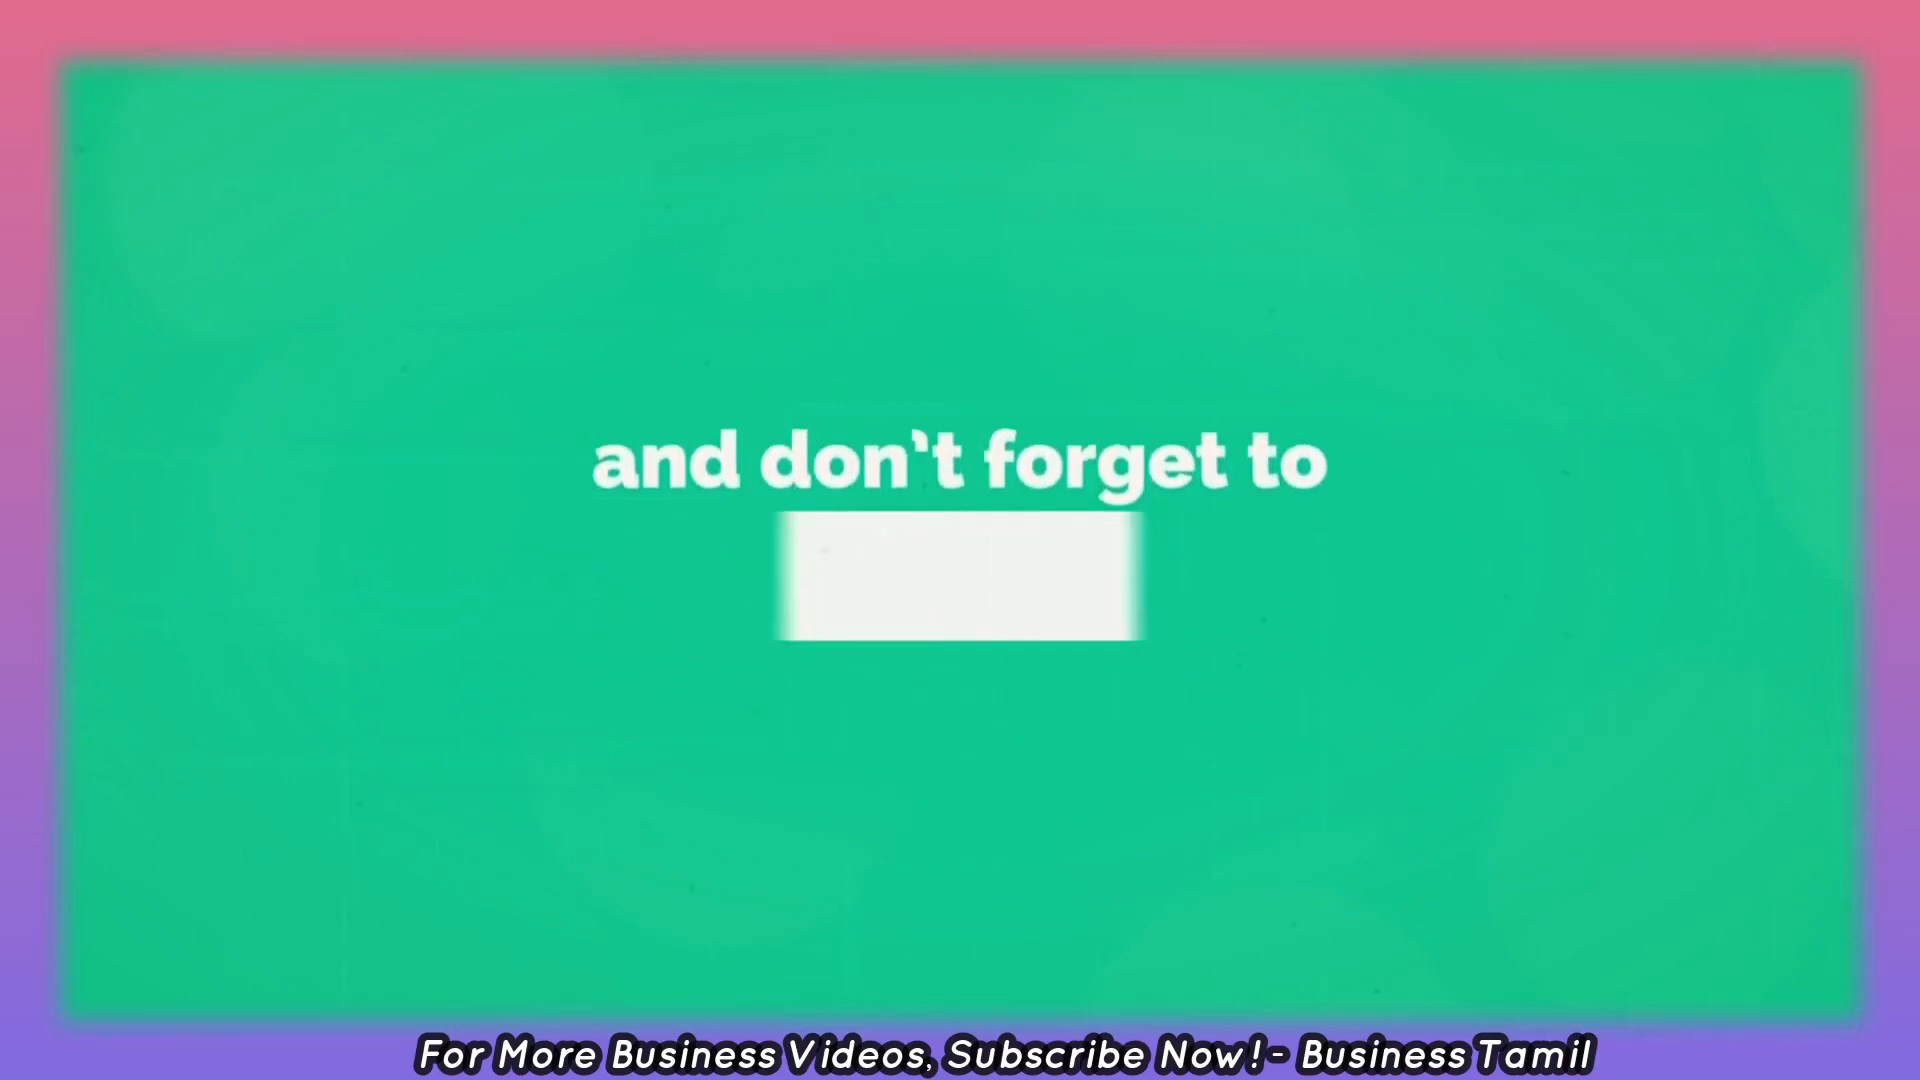 and don't forget to
For More Business Videos, Subscribe Now! - Business Tamil